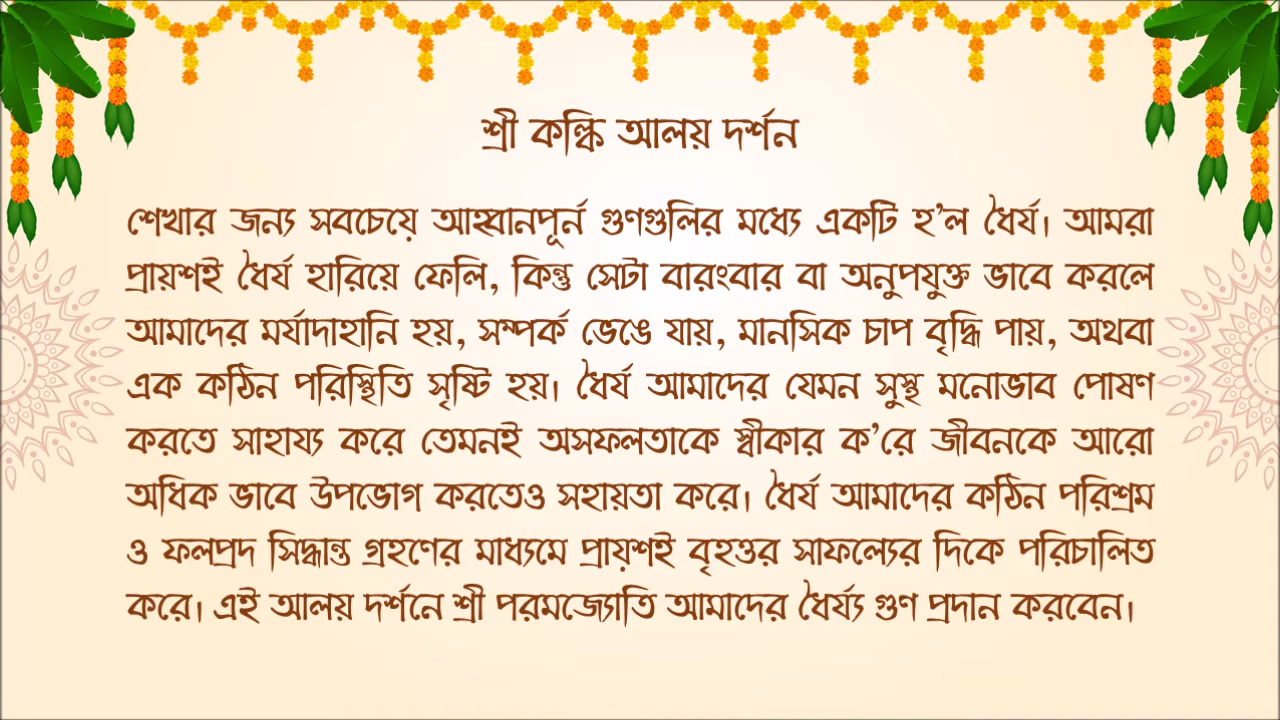 শ্রী কল্কি আলয় দর্শন
শেখার জন্য সবচেয়ে আহ্বানপূর্ন গুণগুলির মধ্যে একটি হ’ল ধৈর্য। আমরা
প্রায়শই ধৈর্য হারিয়ে ফেলি, কিন্তু সেটা বারংবার বা অনুপযুক্ত ভাবে করলে
আমাদের মর্যাদাহানি হয়, সম্পর্ক ভেঙে যায়, মানসিক চাপ বৃদ্ধি পায়, অথবা
এক কঠিন পরিস্থিতি সৃষ্টি হয়। ধৈর্য আমাদের যেমন সুস্থ মনোভাব পোষণ
করতে সাহায্য করে তেমনই অসফলতাকে স্বীকার ক’রে জীবনকে আরো
অধিক ভাবে উপভোগ করতেও সহায়তা করে। ধৈর্য আমাদের কঠিন পরিশ্রম
ও ফলপ্রদ সিদ্ধান্ত গ্রহণের মাধ্যমে প্রায়শই বৃহত্তর সাফল্যের দিকে পরিচালিত
করে। এই আলয় দর্শনে শ্রী পরমজ্যোতি আমাদের ধৈর্য্য গুণ প্রদান করবেন।